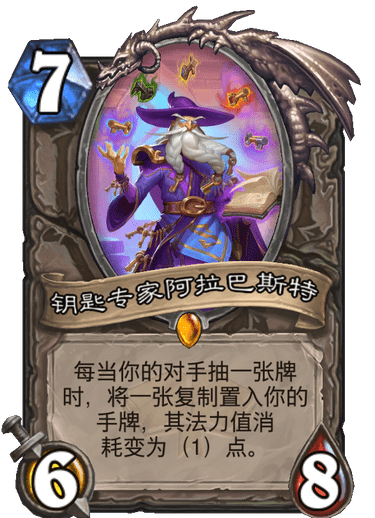 7
钥匙专家阿拉巴斯特
每当你的对手抽一张牌
时，将一张复制置入你的
手牌，其法力值消
耗变为（1）点。
6
8